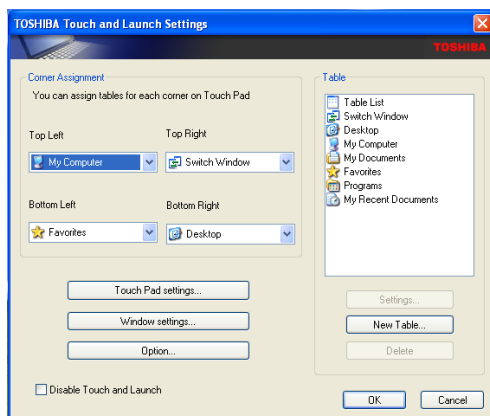 TOSHIBA Touch and Launch Settings
TOSHIBA
Corner Assignment
You can assign tables for each corner on Touch Pad
Top Left
Top Right
My Computer
Switch Window
Bottom Left
Bottom Right
Favorites
Desktop
Touch Pad settings...
Window settings...
Option...
Disable Touch and Launch
Table
Table List
Switch Window
Desktop
My Computer
My Documents
Favorites
Programs
My Recent Documents
Settings...
New Table...
Delete
OK
Cancel